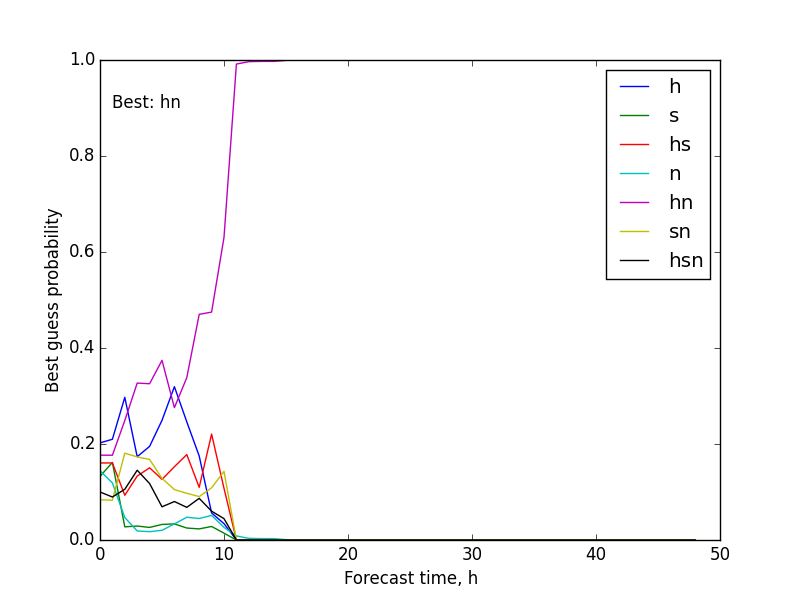 1.0
Best: hn
h
s
hs
n
hn
sn
hsn
0.8
0.6
0.4
0.2
0.0
Best guess probability
0 10 20 30 40 50
Forecast time, h